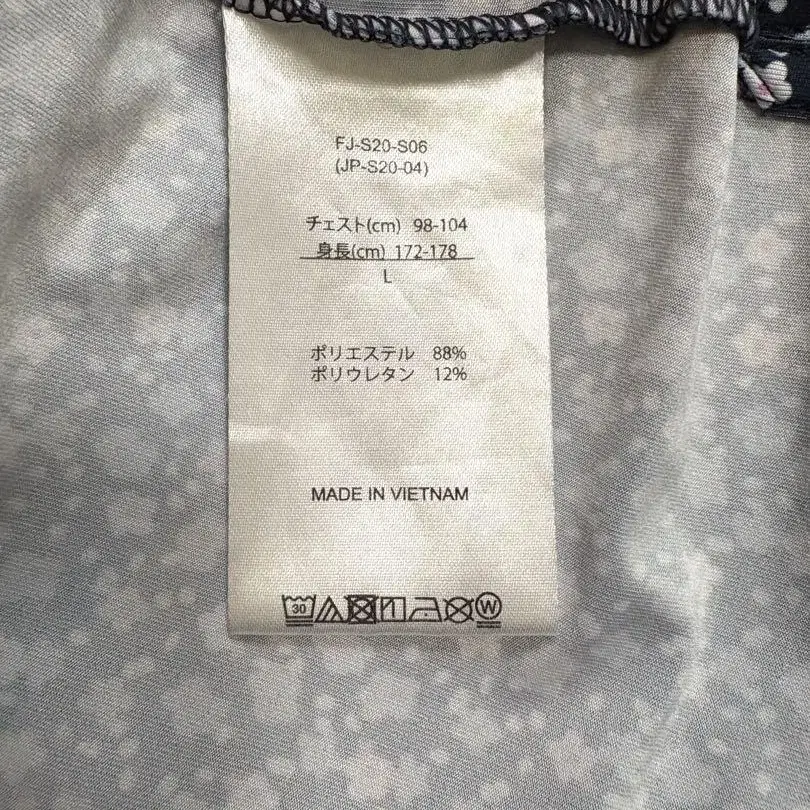 FJ-S20-S06
(JP-S20-04)
チェスト(cm) 98-104
身長(cm) 172-178
L
ポリエステル 88%
ポリウレタン 12%
MADE IN VIETNAM
30 W